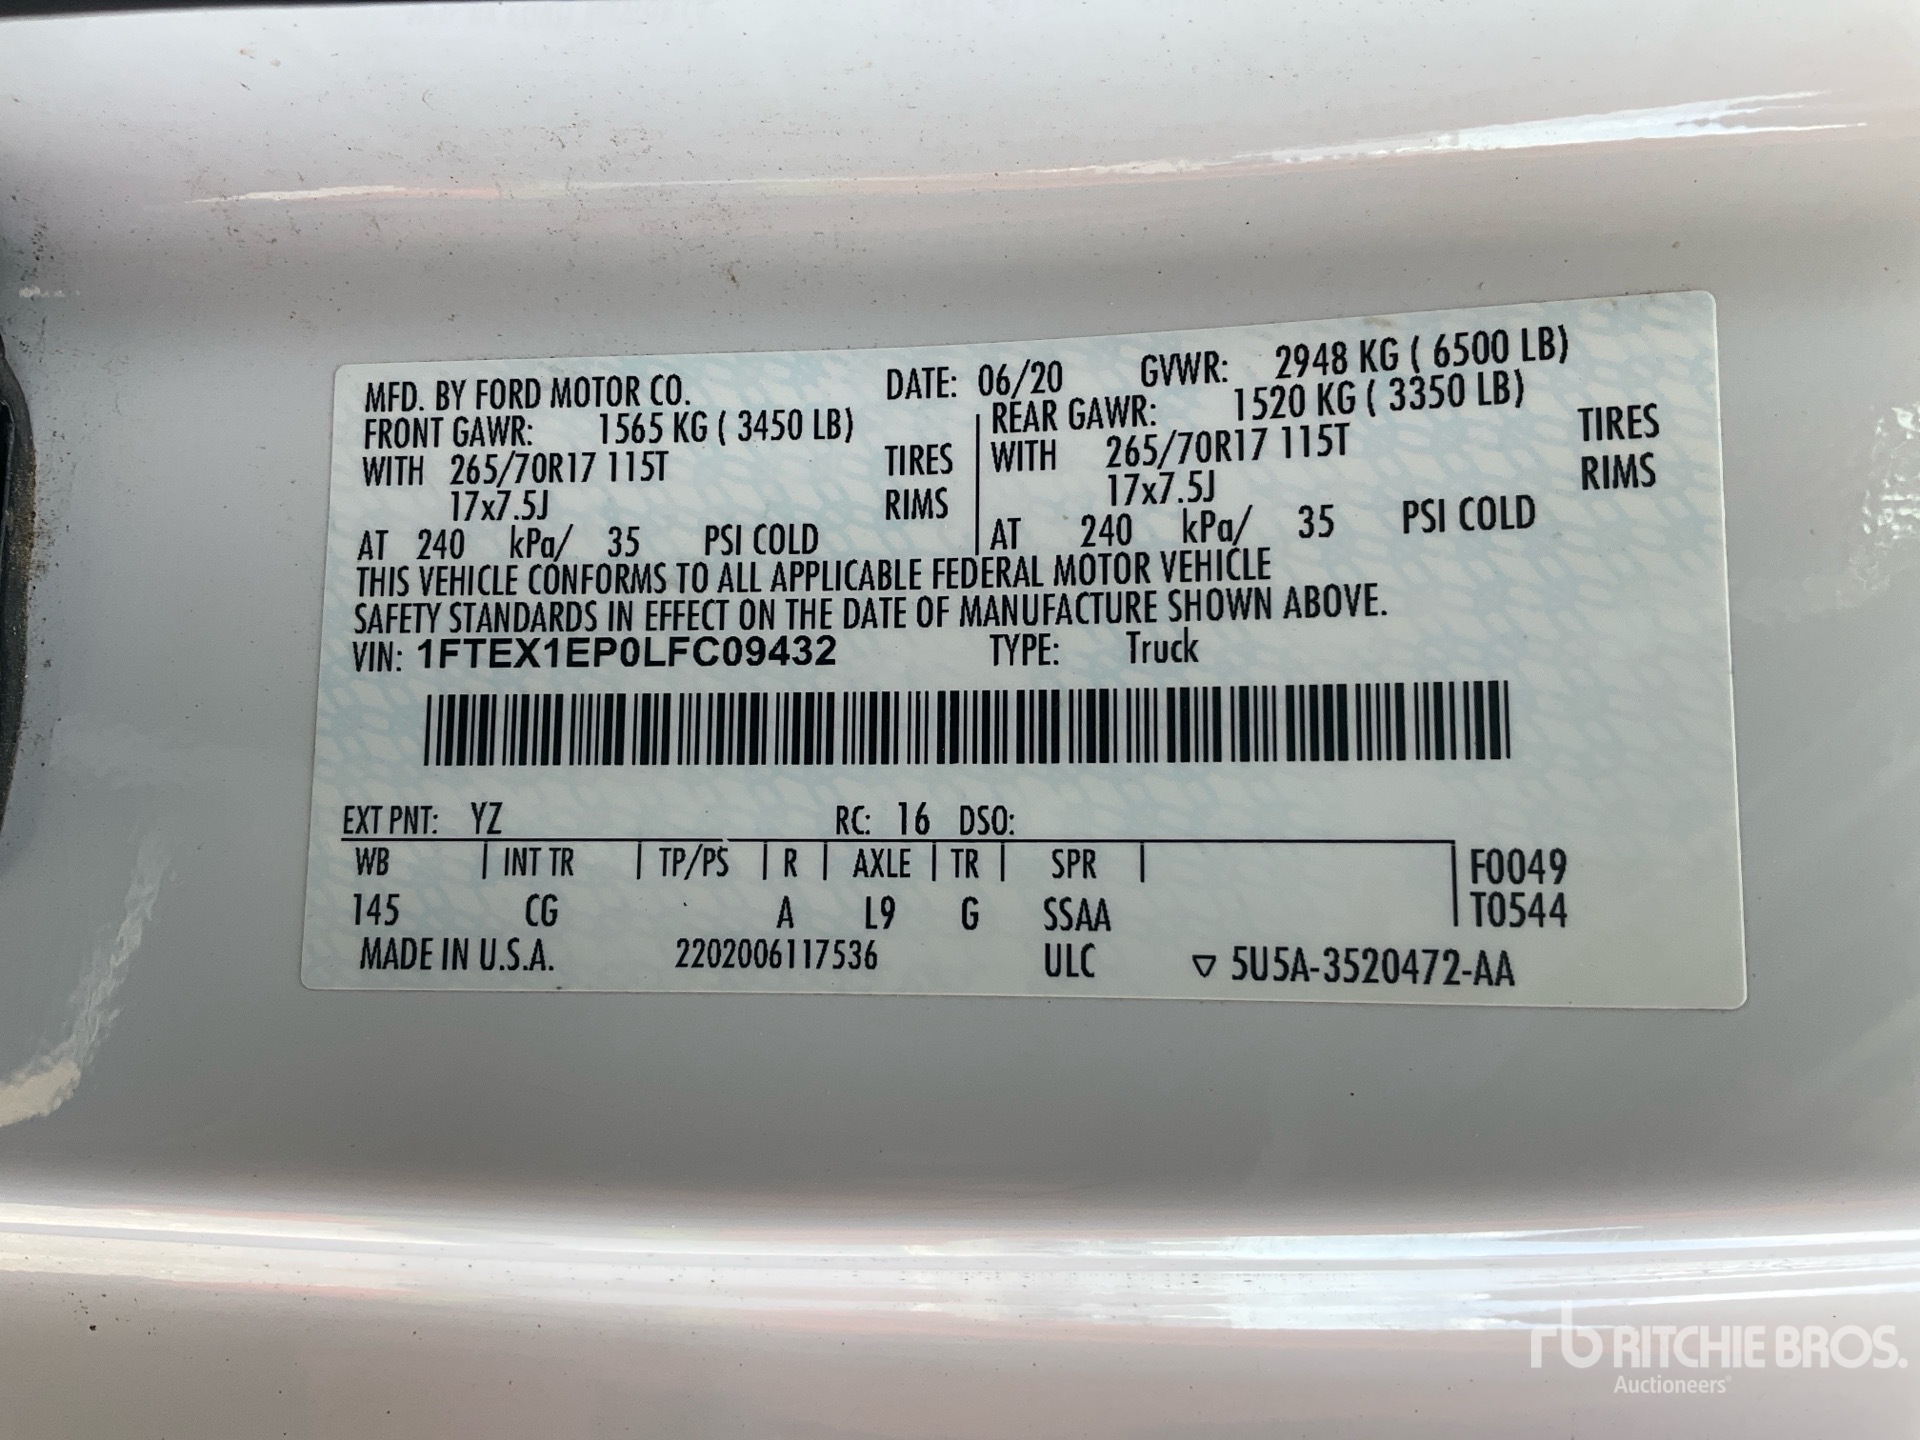 MFD. BY FORD MOTOR CO. DATE: 06/20 GVWR: 2948 KG ( 6500 LB)
FRONT GAWR: 1565 KG ( 3450 LB) REAR GAWR: 1520 KG ( 3350 LB)
WITH 265/70R17 115T TIRES WITH 265/70R17 115T TIRES
17x7.5J RIMS 17x7.5J RIMS
AT 240 kPa/ 35 PSI COLD AT 240 kPa/ 35 PSI COLD
THIS VEHICLE CONFORMS TO ALL APPLICABLE FEDERAL MOTOR VEHICLE
SAFETY STANDARDS IN EFFECT ON THE DATE OF MANUFACTURE SHOWN ABOVE.
VIN: 1FTEX1EP0LFC09432 TYPE: Truck
EXT PNT: YZ RC: 16 DSO:
WB INT TR TP/PS R AXLE TR SPR F0049
145 CG A L9 G SSAA T0544
MADE IN U.S.A. 2202006117536 ULC ▽ 5U5A-3520472-AA
rb RITCHIE BROS.
Auctioneers